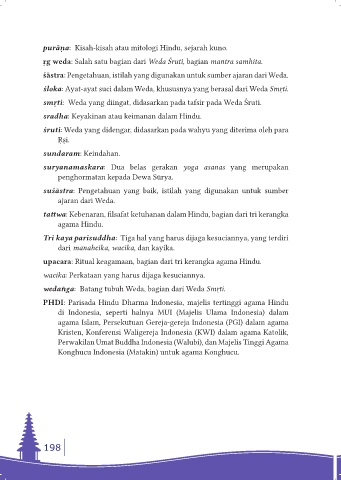 purāṇa: Kisah-kisah atau mitologi Hindu, sejarah kuno.
ṛg weda: Salah satu bagian dari Weda Śruti, bagian mantra samhita.
śāstra: Pengetahuan, istilah yang digunakan untuk sumber ajaran dari Weda.
śloka: Ayat-ayat suci dalam Weda, khususnya yang berasal dari Weda Smṛti.
smṛti: Weda yang diingat, didasarkan pada tafsir pada Weda Śruti.
sradha: Keyakinan atau keimanan dalam Hindu.
śruti: Weda yang didengar, didasarkan pada wahyu yang diterima oleh para
Ṛṣi.
sundaram: Keindahan.
suryanamaskara: Dua belas gerakan yoga asanas yang merupakan
penghormatan kepada Dewa Sūrya.
suśāstra: Pengetahuan yang baik, istilah yang digunakan untuk sumber
ajaran dari Weda.
tattwa: Kebenaran, filsafat ketuhanan dalam Hindu, bagian dari tri kerangka
agama Hindu.
Tri kaya parisuddha: Tiga hal yang harus dijaga kesuciannya, yang terdiri
dari manahcika, wacika, dan kayika.
upacara: Ritual keagamaan, bagian dari tri kerangka agama Hindu.
wacika: Perkataan yang harus dijaga kesuciannya.
wedaṅga: Batang tubuh Weda, bagian dari Weda Smṛti.
PHDI: Parisada Hindu Dharma Indonesia, majelis tertinggi agama Hindu
di Indonesia, seperti halnya MUI (Majelis Ulama Indonesia) dalam
agama Islam, Persekutuan Gereja-gereja Indonesia (PGI) dalam agama
Kristen, Konferensi Waligereja Indonesia (KWI) dalam agama Katolik,
Perwakilan Umat Buddha Indonesia (Walubi), dan Majelis Tinggi Agama
Konghucu Indonesia (Matakin) untuk agama Konghucu.
198